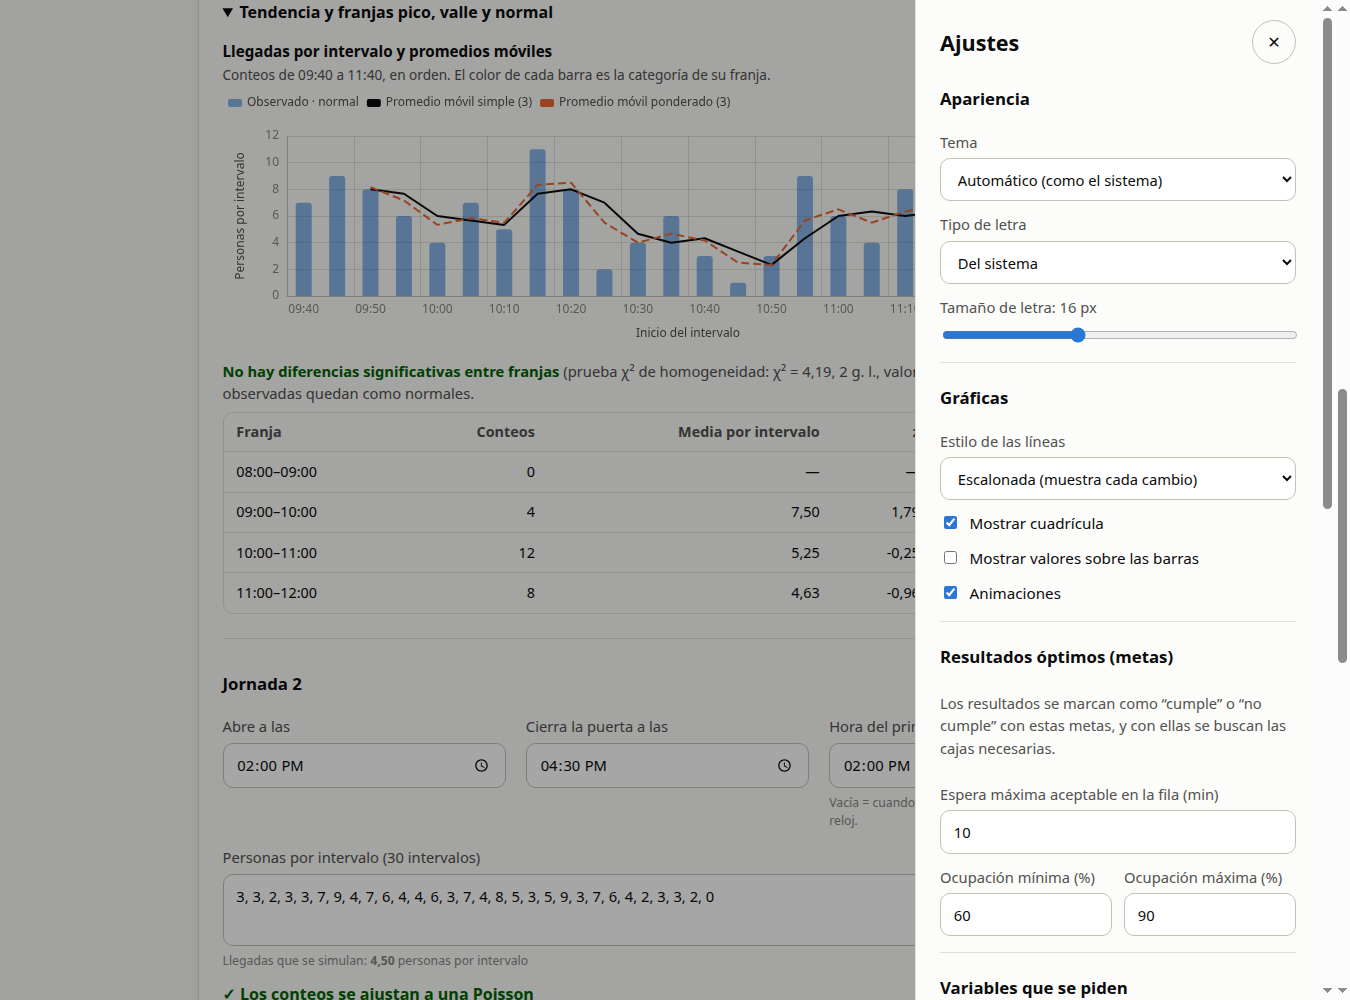 ▼ Tendencia y franjas pico, valle y normal
Llegadas por intervalo y promedios móviles
Conteos de 09:40 a 11:40, en orden. El color de cada barra es la categoría de su franja.
Observado · normal Promedio móvil simple (3) Promedio móvil ponderado (3)
Personas por intervalo
12
10
8
6
4
2
0
09:40 09:50 10:00 10:10 10:20 10:30 10:40 10:50 11:00
Inicio del intervalo
No hay diferencias significativas entre franjas (prueba χ² de homogeneidad: χ² = 4,19, 2 g. l.,
observadas quedan como normales.
Franja Conteos Media por intervalo
08:00–09:00 0 — —
09:00–10:00 4 7,50 1,79
10:00–11:00 12 5,25 -0,25
11:00–12:00 8 4,63 -0,96
Jornada 2
Abre a las Cierra la puerta a las Hora del
02:00 PM 04:30 PM 02:00 PM
Vacía = cuando
reloj.
Personas por intervalo (30 intervalos)
3, 3, 2, 3, 3, 7, 9, 4, 7, 6, 4, 4, 6, 3, 7, 4, 8, 5, 3, 5, 9, 3, 7, 6, 4, 2, 3, 3, 2, 0
Llegadas que se simulan: 4,50 personas por intervalo
✓ Los conteos se ajustan a una Poisson
Ajustes
×
Apariencia
Tema
Automático (como el sistema)
Tipo de letra
Del sistema
Tamaño de letra: 16 px
Gráficas
Estilo de las líneas
Escalonada (muestra cada cambio)
Mostrar cuadrícula
Mostrar valores sobre las barras
Animaciones
Resultados óptimos (metas)
Los resultados se marcan como “cumple” o “no
cumple” con estas metas, y con ellas se buscan las
cajas necesarias.
Espera máxima aceptable en la fila (min)
10
Ocupación mínima (%) Ocupación máxima (%)
60 90
Variables que se piden